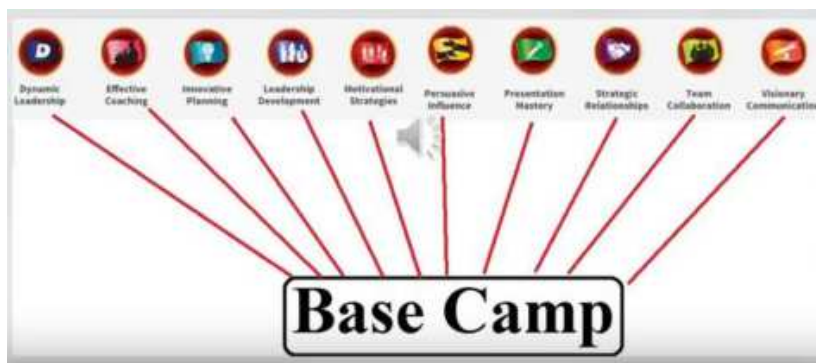 D
Dynamic
Leadership
Effective
Coaching
Innovative
Planning
Leadership
Development
Motivational
Strategies
Persuasive
Influence
Presentation
Mastery
Strategic
Relationships
Team
Collaboration
Visionary
Communication
Base Camp